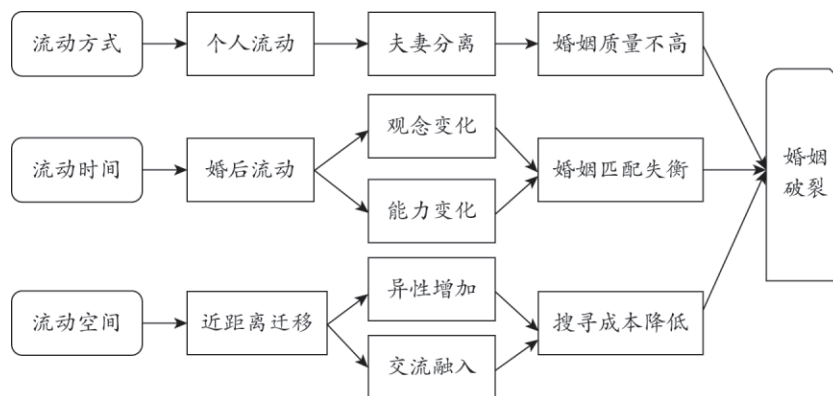 流动方式
个人流动
夫妻分离
婚姻质量不高
流动时间
婚后流动
观念变化
能力变化
婚姻匹配失衡
流动空间
近距离迁移
异性增加
交流融入
搜寻成本降低
婚姻
破裂